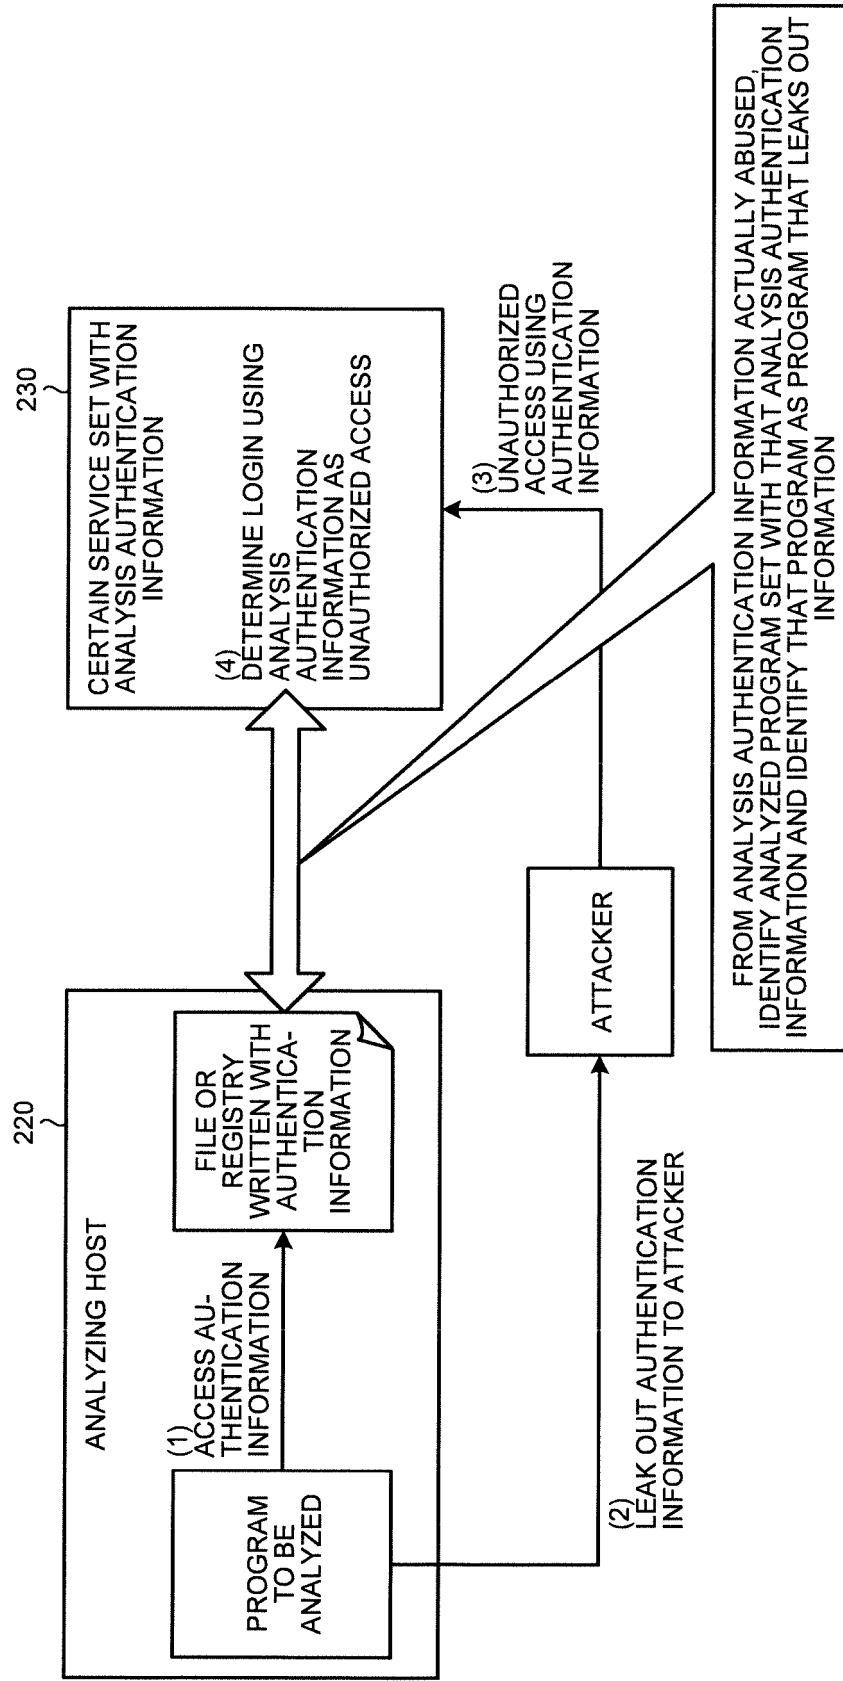 220
ANALYZING HOST
PROGRAM
TO BE
ANALYZED
(1)
ACCESS AU-
THENTICATION
INFORMATION
FILE OR
REGISTRY
WRITTEN WITH
AUTHENTICA-
TION
INFORMATION
230
CERTAIN SERVICE SET WITH
ANALYSIS AUTHENTICATION
INFORMATION
(4)
DETERMINE LOGIN USING
ANALYSIS
AUTHENTICATION
INFORMATION AS
UNAUTHORIZED ACCESS
(2)
LEAK OUT AUTHENTICATION
INFORMATION TO ATTACKER
ATTACKER
(3)
UNAUTHORIZED
ACCESS USING
AUTHENTICATION
INFORMATION
FROM ANALYSIS AUTHENTICATION INFORMATION ACTUALLY ABUSED,
IDENTIFY ANALYZED PROGRAM SET WITH THAT ANALYSIS AUTHENTICATION
INFORMATION AND IDENTIFY THAT PROGRAM AS PROGRAM THAT LEAKS OUT
INFORMATION